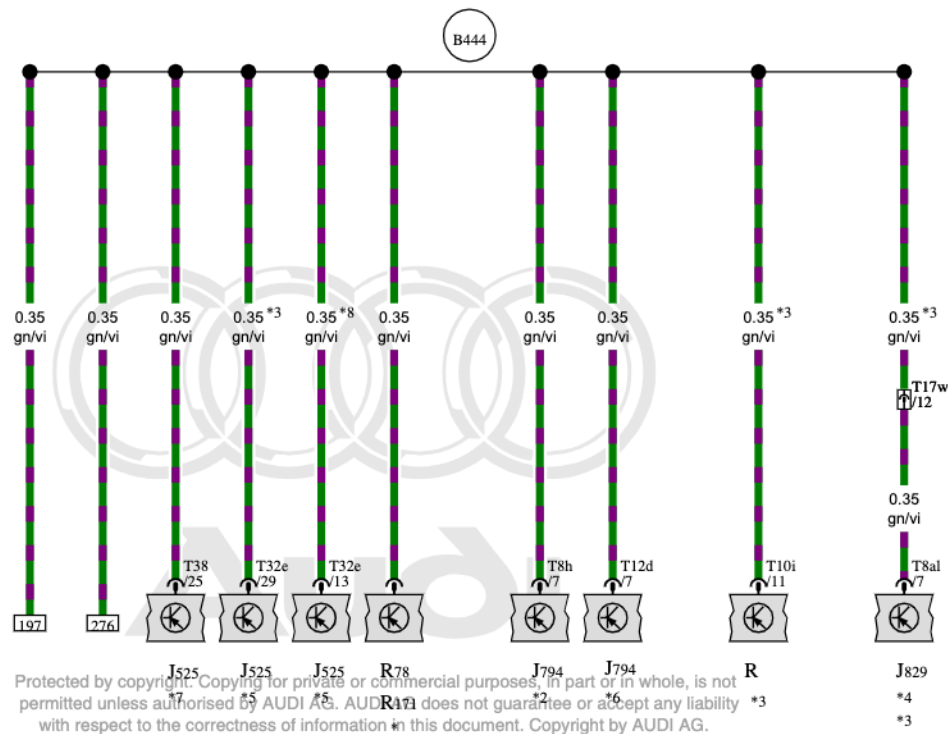 B444
0.35 0.35 0.35 0.35 *3 0.35 *8 0.35 0.35 0.35 0.35 *3 0.35 *3
gn/vi gn/vi gn/vi gn/vi gn/vi gn/vi gn/vi gn/vi gn/vi gn/vi
T17w
/12
0.35
gn/vi
T38 T32e T32e T8h T12d T10i T8al
/25 /29 /13 /7 /7 /11 /7
197 276
J525 J525 J525 R78 J794 J794 R J829
*7 *5 *5 R171 *2 *6 *3 *4
* *3
Audi
Protected by copyright. Copying for private or commercial purposes, in part or in whole, is not
permitted unless authorised by AUDI AG. AUDI AG does not guarantee or accept any liability
with respect to the correctness of information in this document. Copyright by AUDI AG.